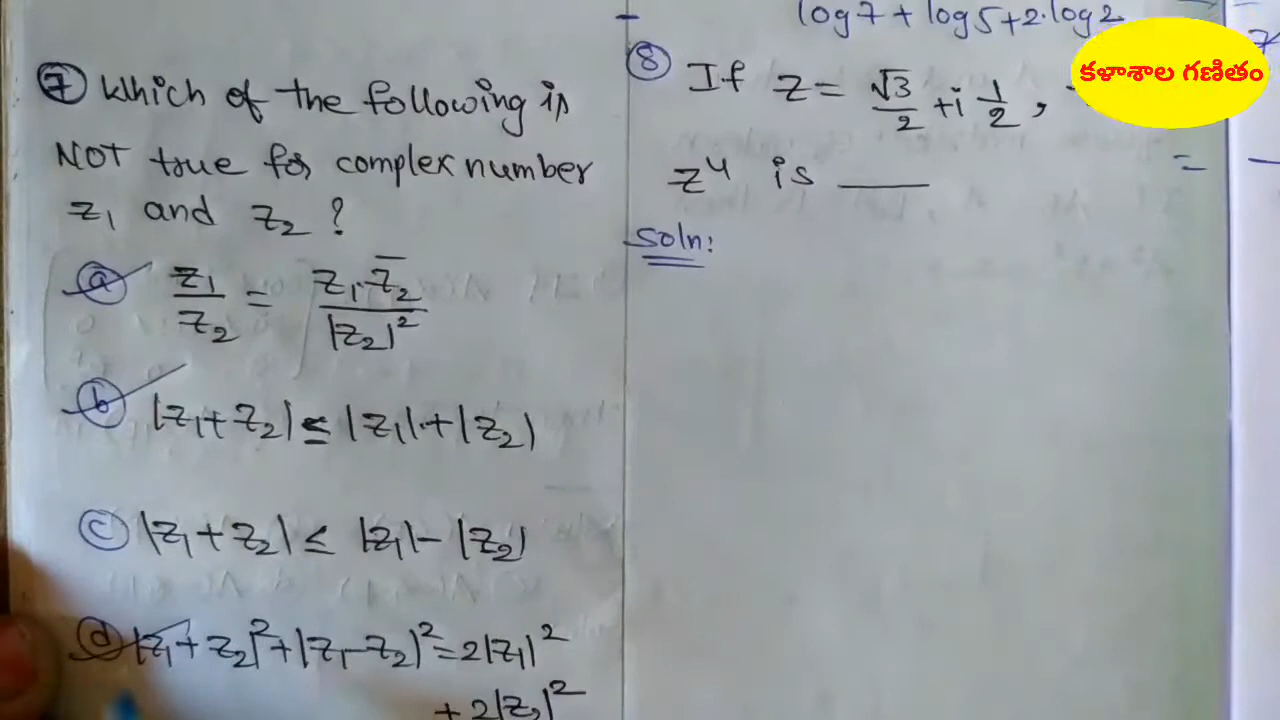 log 7 + log 5 + 2·log 2
కళాశాల గణితం
⑦ Which of the following is
NOT true for complex number
z₁ and z₂ ?
ⓐ z₁/z₂ = z₁·z̅₂/|z₂|²
ⓑ |z₁+z₂| ≤ |z₁|+|z₂|
ⓒ |z₁+z₂| ≤ |z₁|-|z₂|
ⓓ |z₁+z₂|²+|z₁-z₂|²=2|z₁|²
+2|z₂|²
⑧ If z = √3/2 + i 1/2 ,
z⁴ is ____
=
Soln: